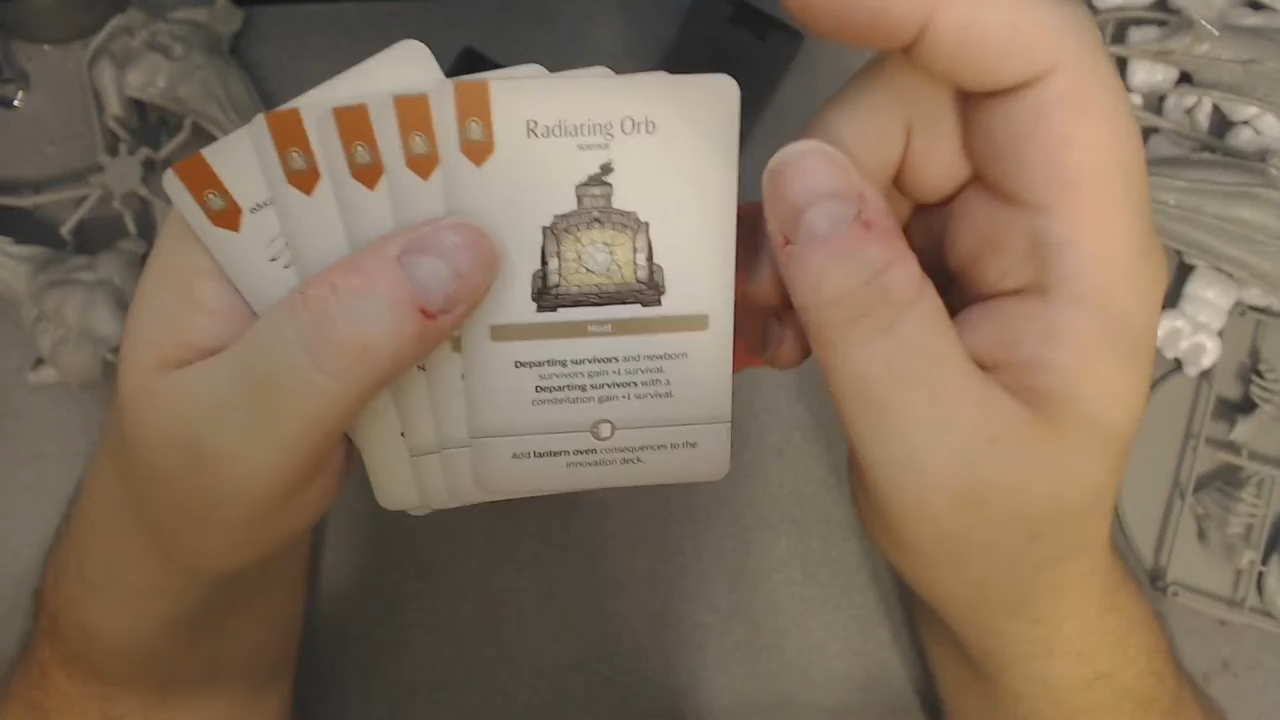 Radiating Orb
science
Heat
Departing survivors and newborn
survivors gain +1 survival.
Departing survivors with a
constellation gain +1 survival.
Add lantern oven consequences to the
innovation deck.